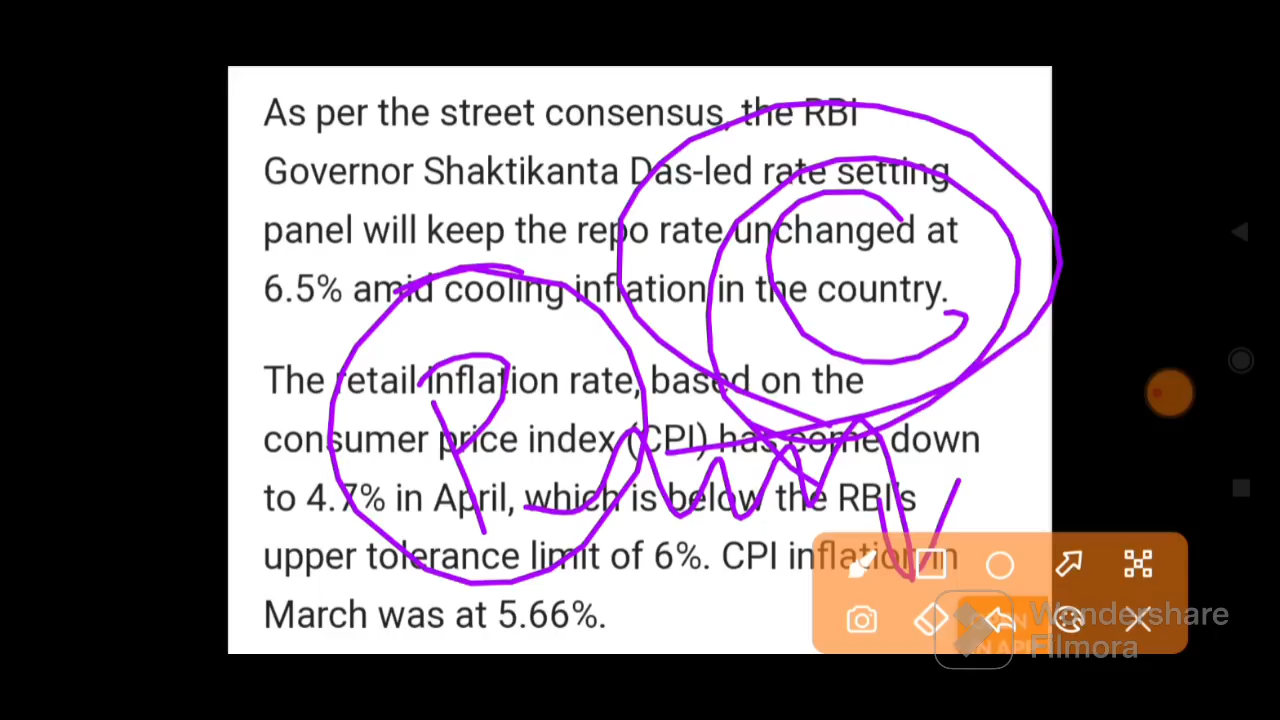 As per the street consensus, the RBI
Governor Shaktikanta Das-led rate setting
panel will keep the repo rate unchanged at
6.5% amid cooling inflation in the country.
The retail inflation rate, based on the
consumer price index (CPI) has come down
to 4.7% in April, which is below the RBI's
upper tolerance limit of 6%. CPI inflation in
March was at 5.66%.
P
Wondershare
Filmora